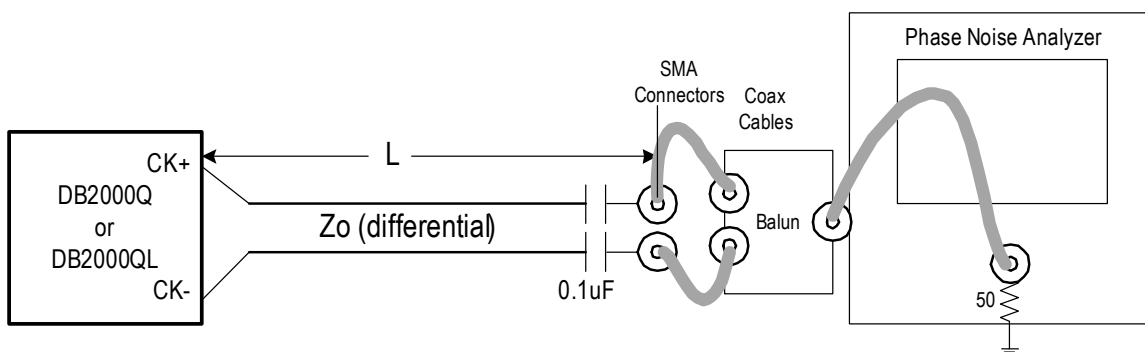 Phase Noise Analyzer
SMA
Connectors
Coax
Cables
CK+
L
DB2000Q
or
DB2000QL
Zo (differential)
Balun
CK-
0.1uF
50